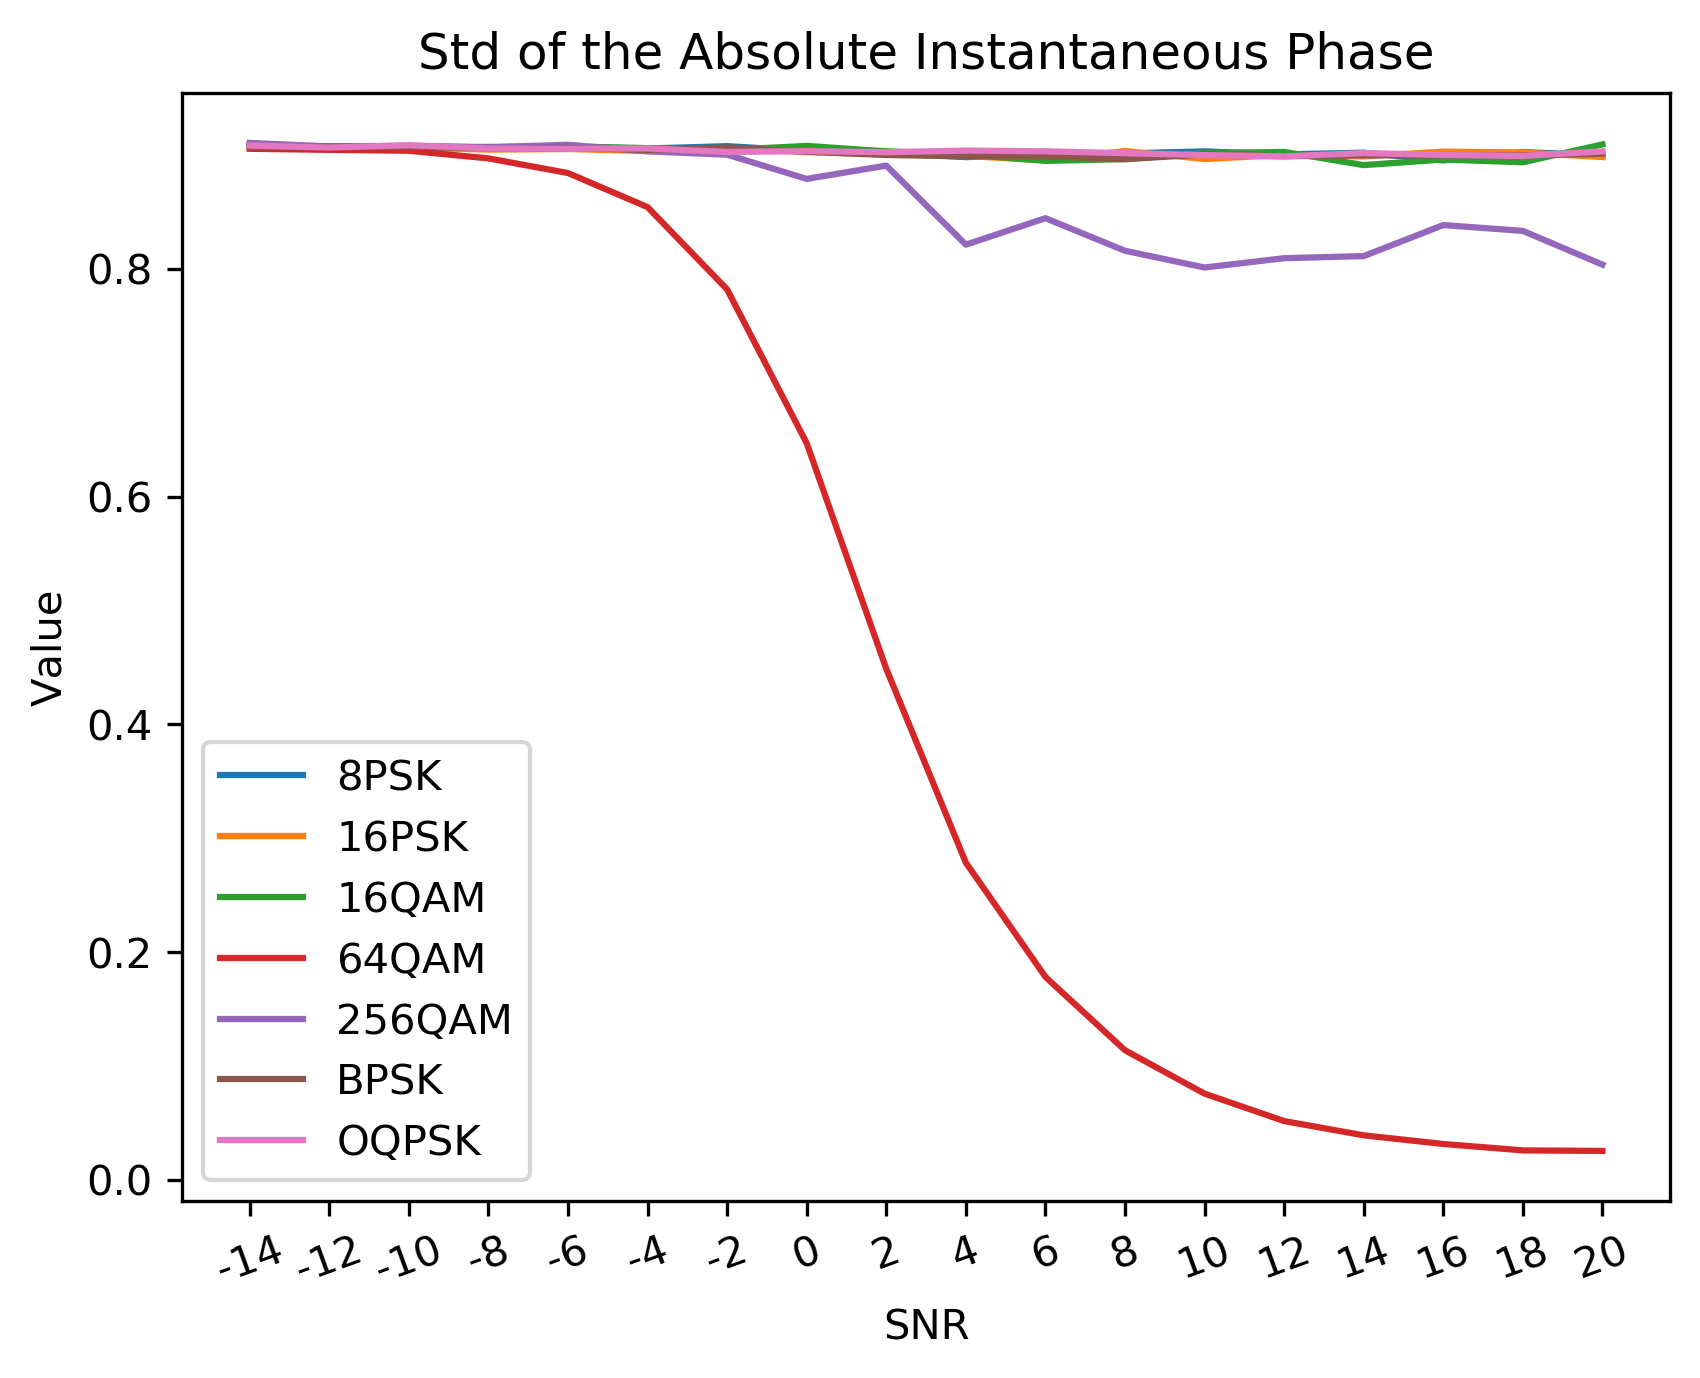 Std of the Absolute Instantaneous Phase
Value
0.8
0.6
0.4
0.2
0.0
8PSK
16PSK
16QAM
64QAM
256QAM
BPSK
OQPSK
-14 -12 -10 -8 -6 -4 -2 0 2 4 6 8 10 12 14 16 18 20
SNR